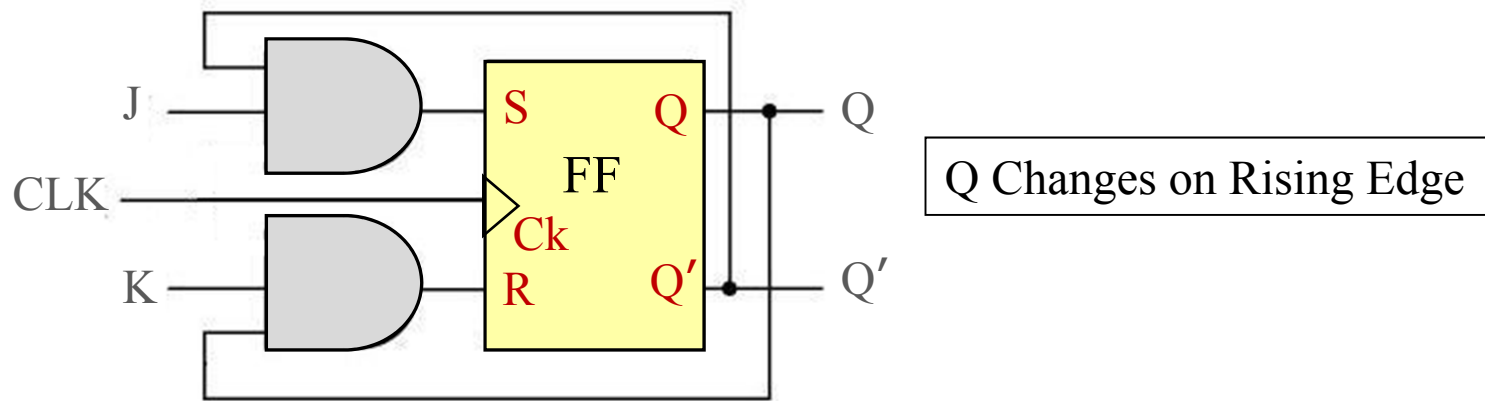 J
S
Q
Q
FF
Q Changes on Rising Edge
CLK
Ck
K
R
Q′
Q′